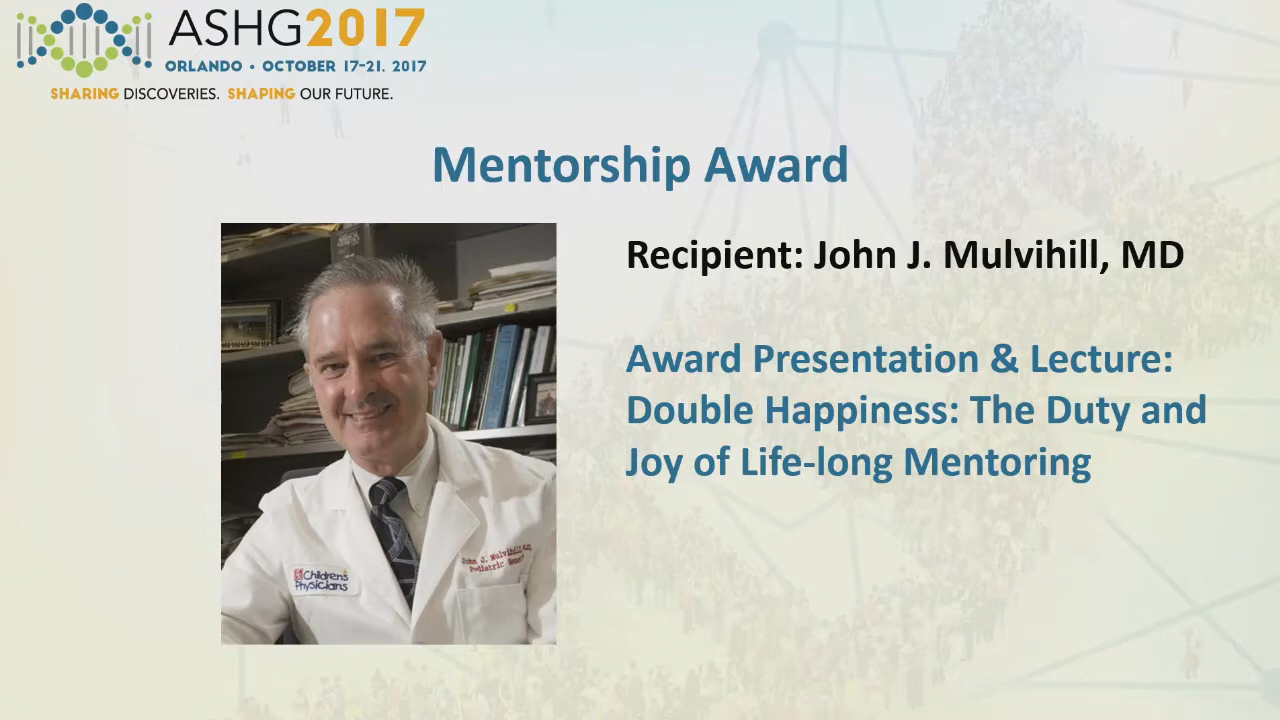 ASHG2017
ORLANDO • OCTOBER 17-21, 2017
SHARING DISCOVERIES. SHAPING OUR FUTURE.
Mentorship Award
Recipient: John J. Mulvihill, MD
Award Presentation & Lecture:
Double Happiness: The Duty and
Joy of Life-long Mentoring
John J. Mulvihill,
Pediatric
Children's
Physicians